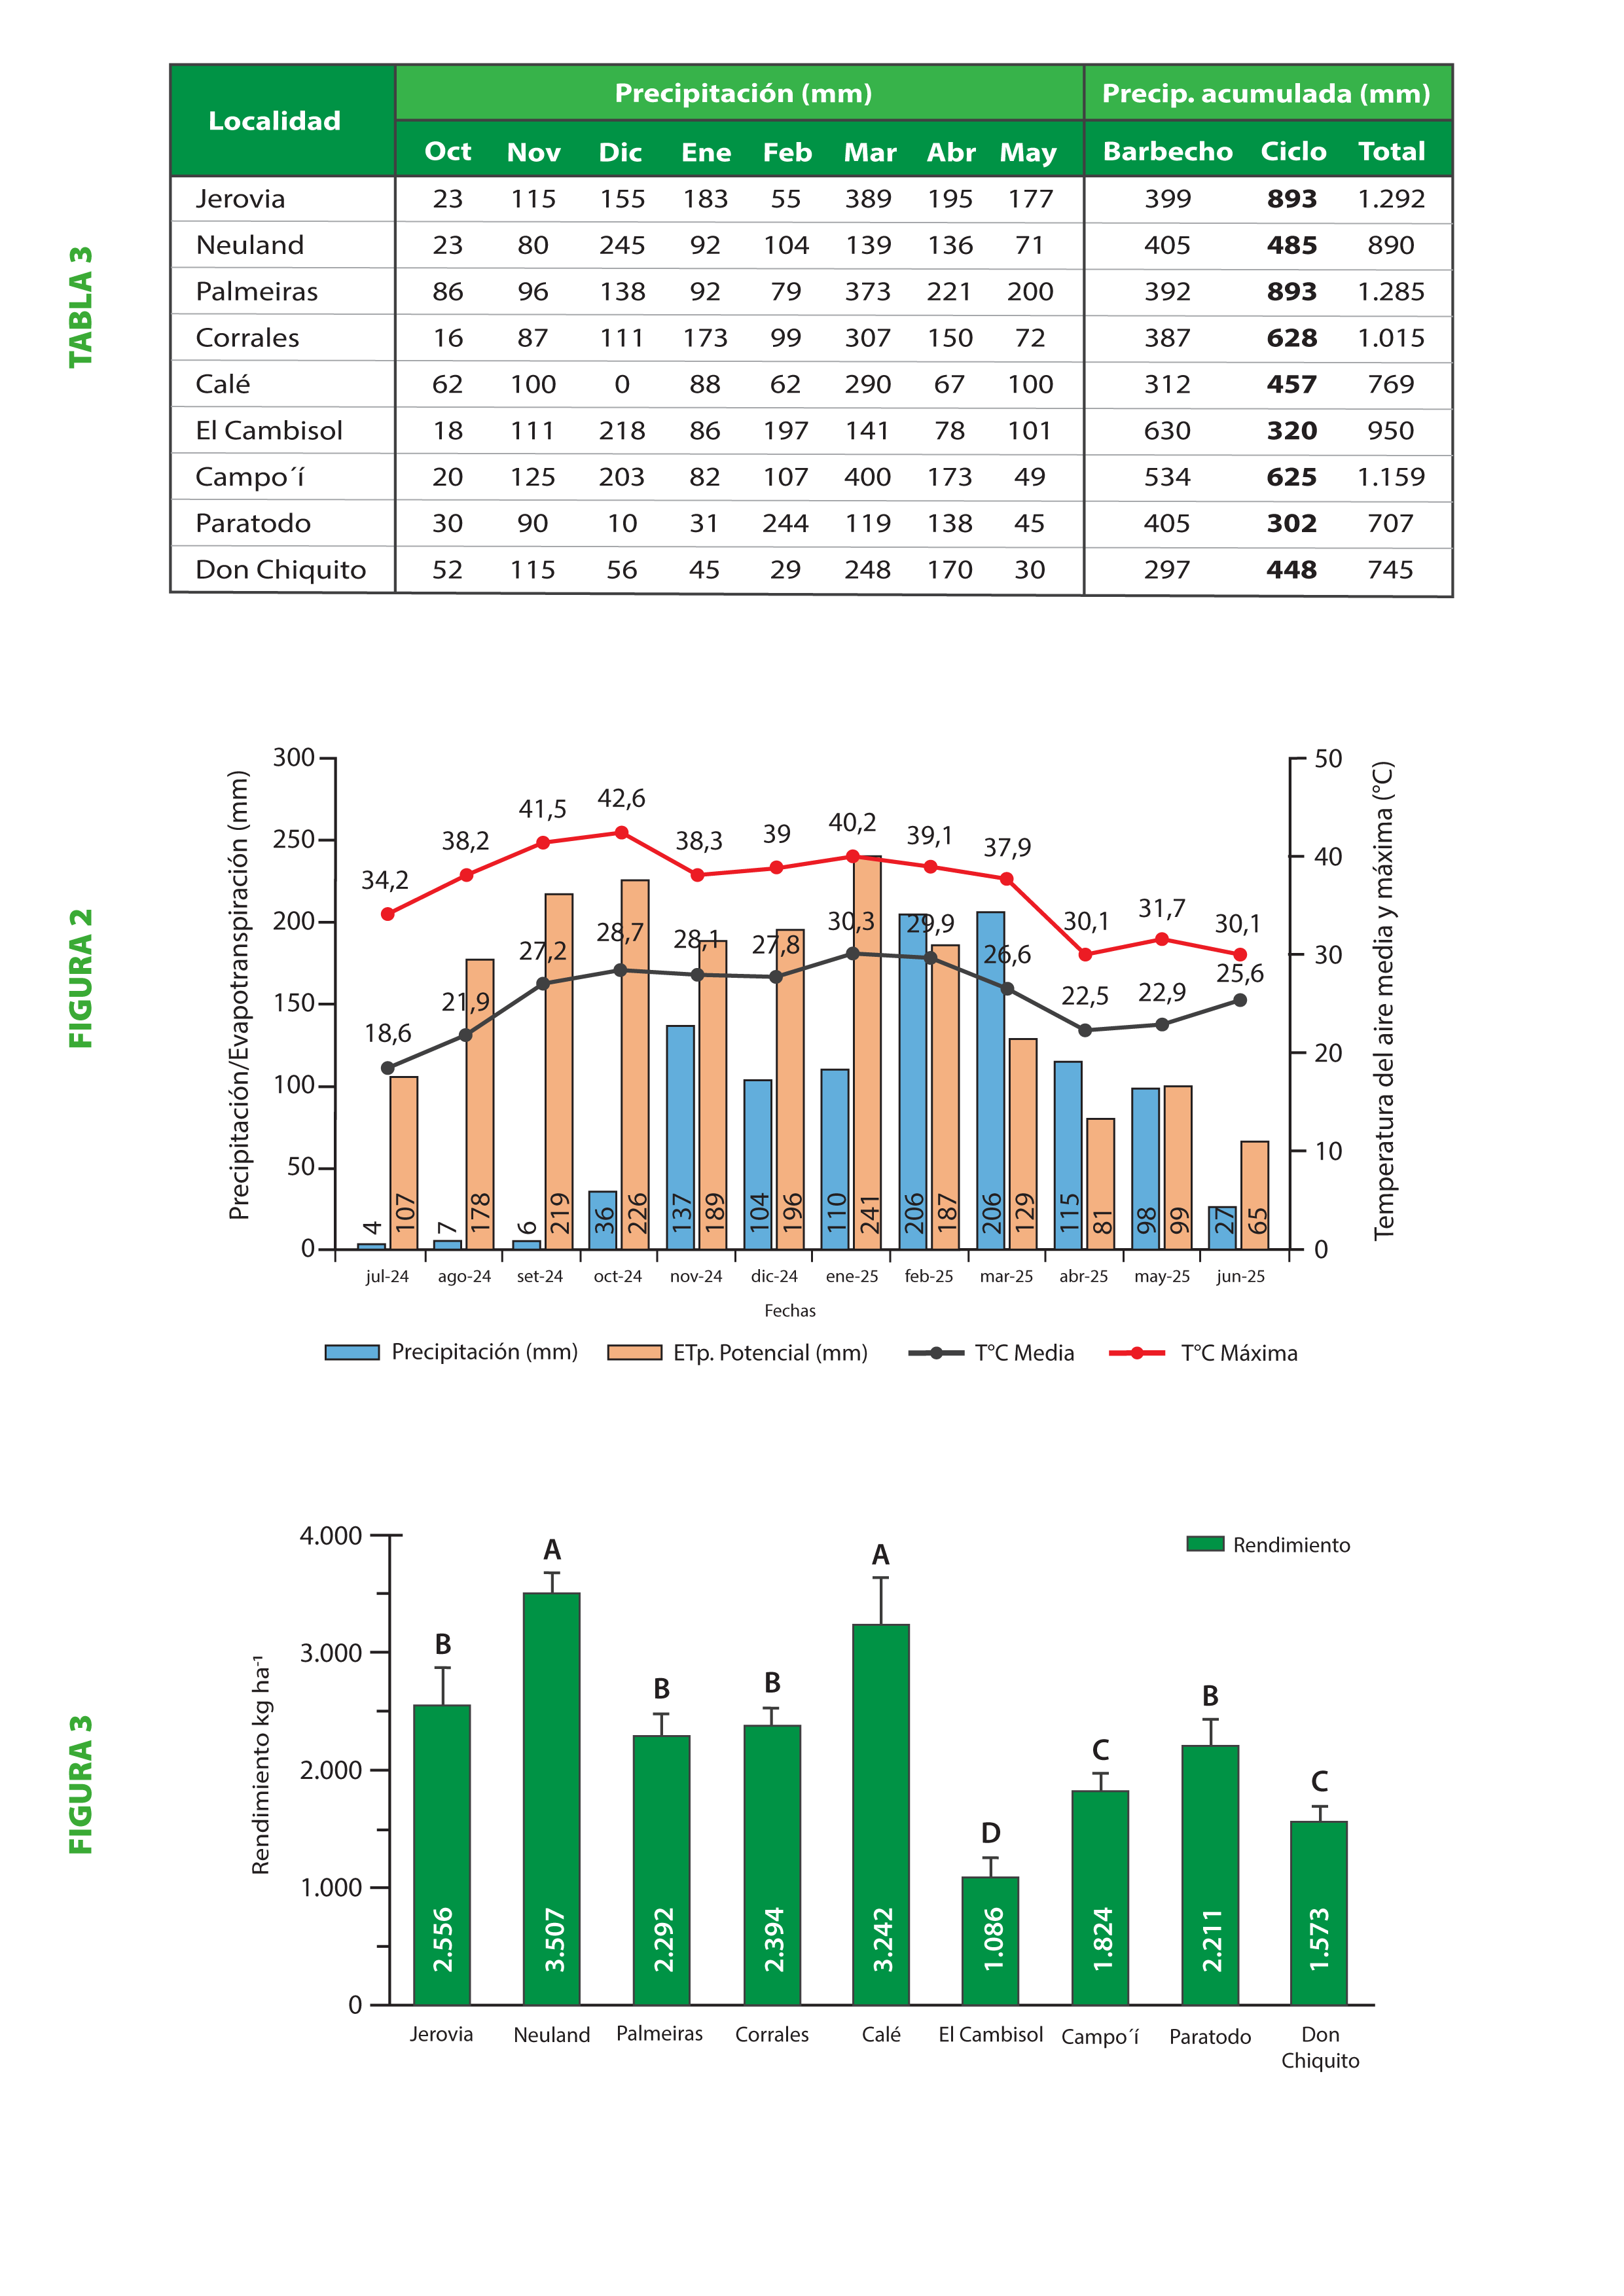 TABLA 3
Localidad Precipitación (mm) Precip. acumulada (mm)
Oct Nov Dic Ene Feb Mar Abr May Barbecho Ciclo Total
Jerovia 23 115 155 183 55 389 195 177 399 893 1.292
Neuland 23 80 245 92 104 139 136 71 405 485 890
Palmeiras 86 96 138 92 79 373 221 200 392 893 1.285
Corrales 16 87 111 173 99 307 150 72 387 628 1.015
Calé 62 100 0 88 62 290 67 100 312 457 769
El Cambisol 18 111 218 86 197 141 78 101 630 320 950
Campo´í 20 125 203 82 107 400 173 49 534 625 1.159
Paratodo 30 90 10 31 244 119 138 45 405 302 707
Don Chiquito 52 115 56 45 29 248 170 30 297 448 745
FIGURA 2
Precipitación/Evapotranspiración (mm)
300
250
200
150
100
50
0
34,2 38,2 41,5 42,6 38,3 39 40,2 39,1 37,9 30,1 31,7 30,1
18,6 21,9 27,2 28,7 28,1 27,8 30,3 29,9 26,6 22,5 22,9 25,6
4 107 7 178 6 219 36 226 137 189 104 196 110 241 206 187 206 129 115 81 98 99 27 65
50
40
30
20
10
0
Temperatura del aire media y máxima (°C)
jul-24 ago-24 set-24 oct-24 nov-24 dic-24 ene-25 feb-25 mar-25 abr-25 may-25 jun-25
Fechas
Precipitación (mm) ETp. Potencial (mm) T°C Media T°C Máxima
FIGURA 3
Rendimiento kg ha⁻¹
4.000
3.000
2.000
1.000
0
Rendimiento
B A B B A D C B C
2.556 3.507 2.292 2.394 3.242 1.086 1.824 2.211 1.573
Jerovia Neuland Palmeiras Corrales Calé El Cambisol Campo´í Paratodo Don
Chiquito